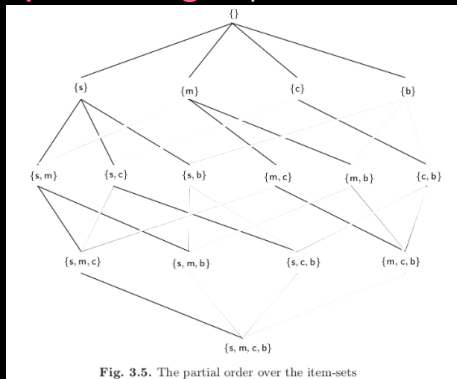 {}
{s} {m} {c} {b}
{s, m} {s, c} {s, b} {m, c} {m, b} {c, b}
{s, m, c} {s, m, b} {s, c, b} {m, c, b}
{s, m, c, b}
Fig. 3.5. The partial order over the item-sets